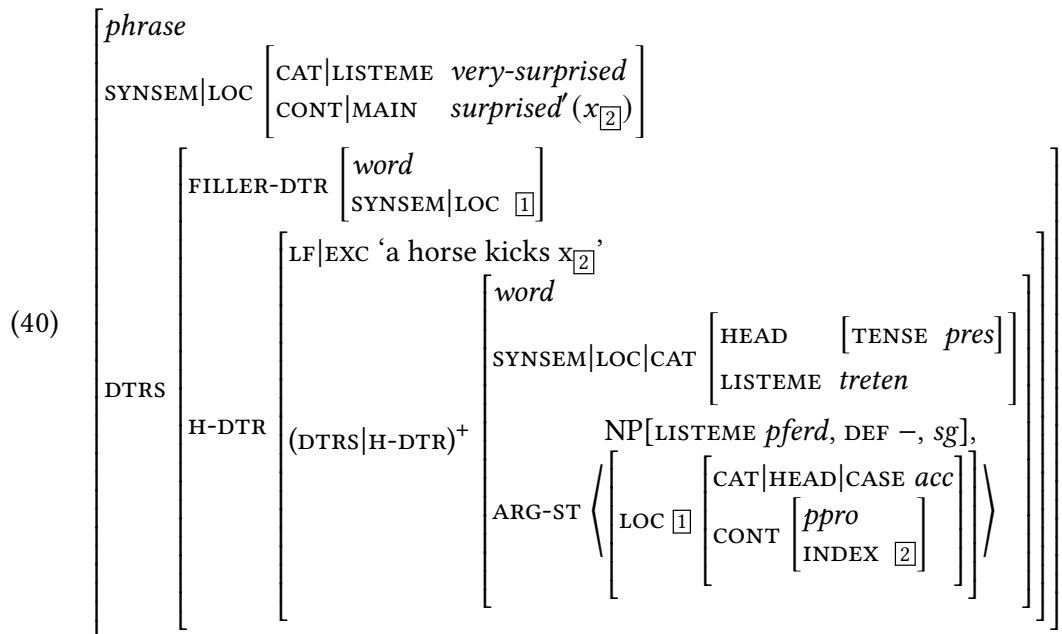 phrase
SYNSEM|LOC [CAT|LISTEME very-surprised
CONT|MAIN surprised′(x[2])]
FILLER-DTR [word
SYNSEM|LOC [1]]
LF|EXC ‘a horse kicks x[2]’
word
SYNSEM|LOC|CAT [HEAD [TENSE pres]
LISTEME treten]
(40)
DTRS
H-DTR
(DTRS|H-DTR)⁺
NP[LISTEME pferd, DEF −, sg],
ARG-ST ⟨[LOC [1] [CAT|HEAD|CASE acc
CONT [ppro
INDEX [2]]]]⟩